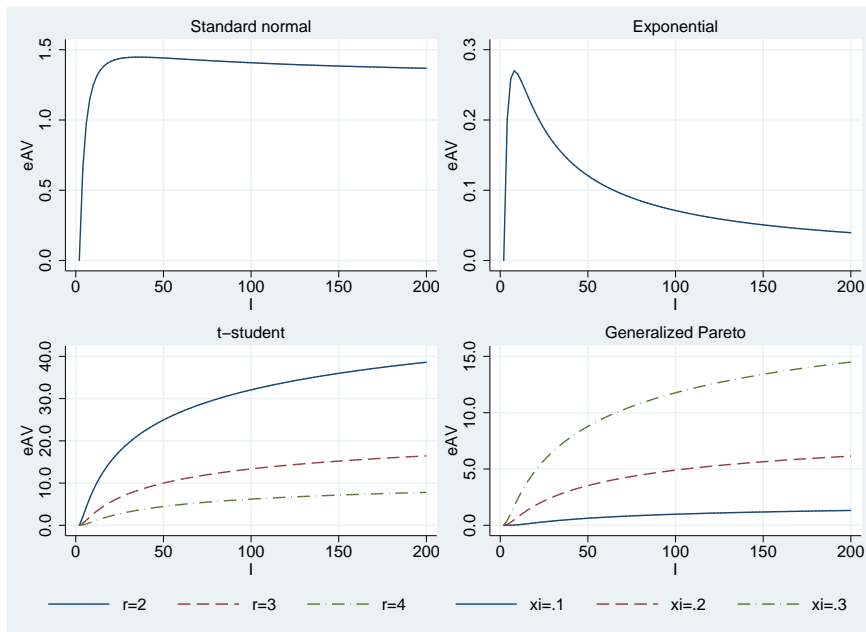 Standard normal
eAV
1.5
1.0
0.5
0.0
0 50 100 150 200
I
Exponential
eAV
0.3
0.2
0.1
0.0
0 50 100 150 200
I
t−student
eAV
40.0
30.0
20.0
10.0
0.0
0 50 100 150 200
I
Generalized Pareto
eAV
15.0
10.0
5.0
0.0
0 50 100 150 200
I
r=2 r=3 r=4 xi=.1 xi=.2 xi=.3